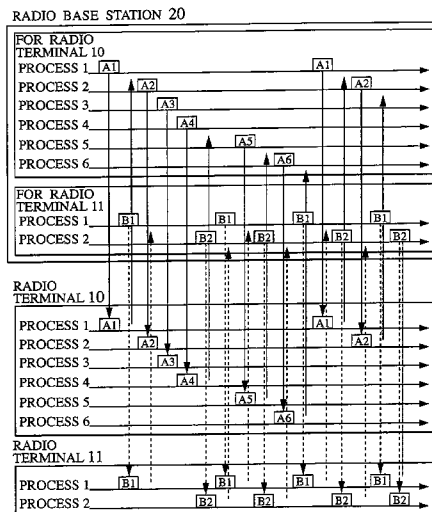 RADIO BASE STATION 20
FOR RADIO
TERMINAL 10
PROCESS 1 A1 A1
PROCESS 2 A2 A2
PROCESS 3 A3
PROCESS 4 A4
PROCESS 5 A5
PROCESS 6 A6
FOR RADIO
TERMINAL 11
PROCESS 1 B1 B1 B1 B1
PROCESS 2 B2 B2 B2 B2
RADIO
TERMINAL 10
PROCESS 1 A1 A1
PROCESS 2 A2 A2
PROCESS 3 A3
PROCESS 4 A4
PROCESS 5 A5
PROCESS 6 A6
RADIO
TERMINAL 11
PROCESS 1 B1 B1 B1 B1
PROCESS 2 B2 B2 B2 B2